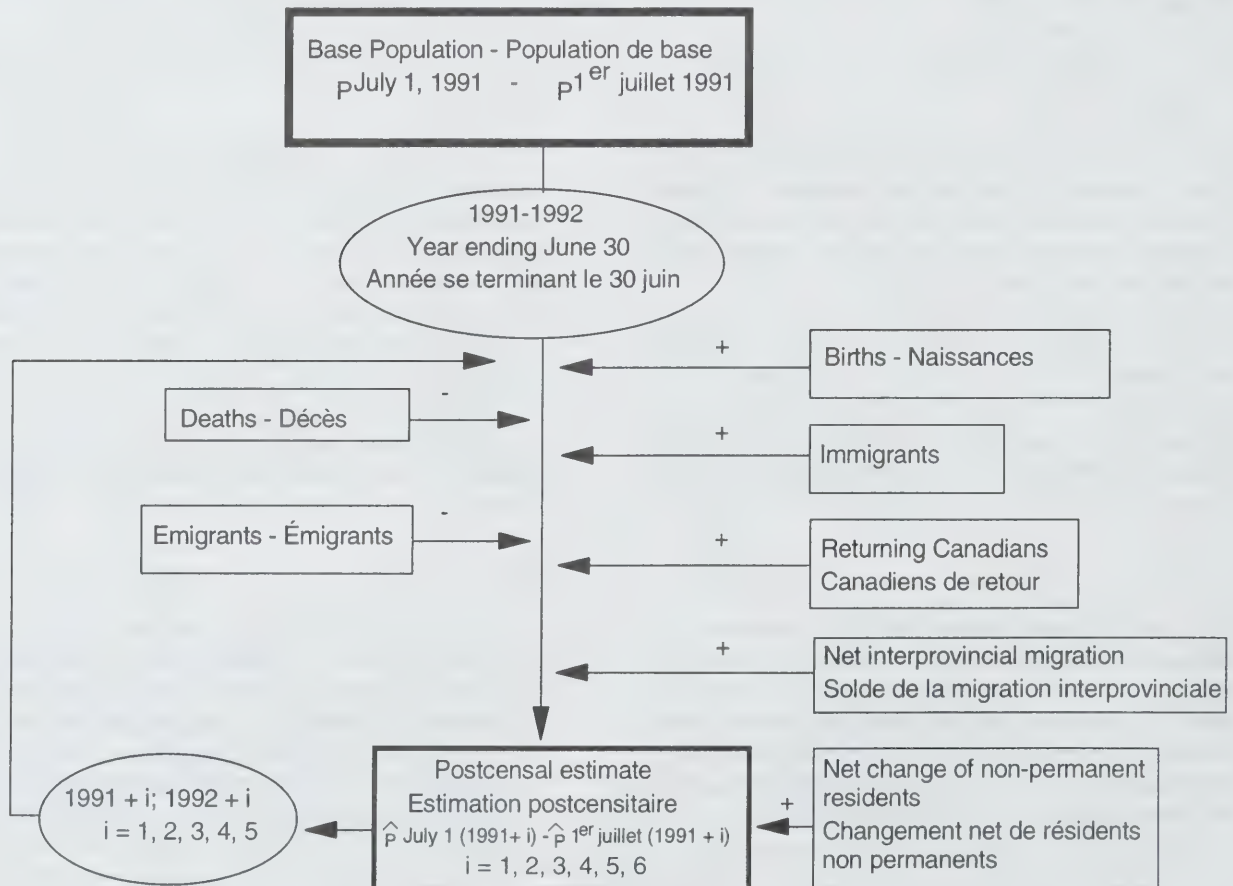 Base Population - Population de base
P July 1, 1991 - P 1er juillet 1991
1991-1992
Year ending June 30
Année se terminant le 30 juin
+
Births - Naissances
-
Deaths - Décès
+
Immigrants
-
Emigrants - Émigrants
+
Returning Canadians
Canadiens de retour
+
Net interprovincial migration
Solde de la migration interprovinciale
1991 + i; 1992 + i
i = 1, 2, 3, 4, 5
Postcensal estimate
Estimation postcensitaire
P̂ July 1 (1991+ i) - P̂ 1er juillet (1991 + i)
i = 1, 2, 3, 4, 5, 6
+
Net change of non-permanent
residents
Changement net de résidents
non permanents